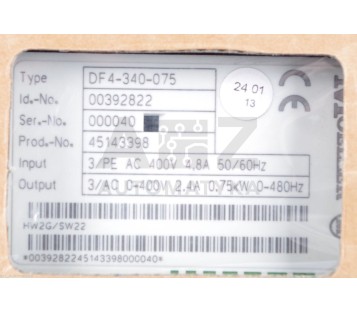 Type DF4-340-075
Id.-No. 00392822
Ser.-No. 000040
Prod.-No. 45143398
Input 3/PE AC 400V 4.8A 50/60Hz
Output 3/AC 0-400V 2.4A 0.75kW 0-480Hz
24 01
13
CE
HW2G/SW22
*003928224514339800040*